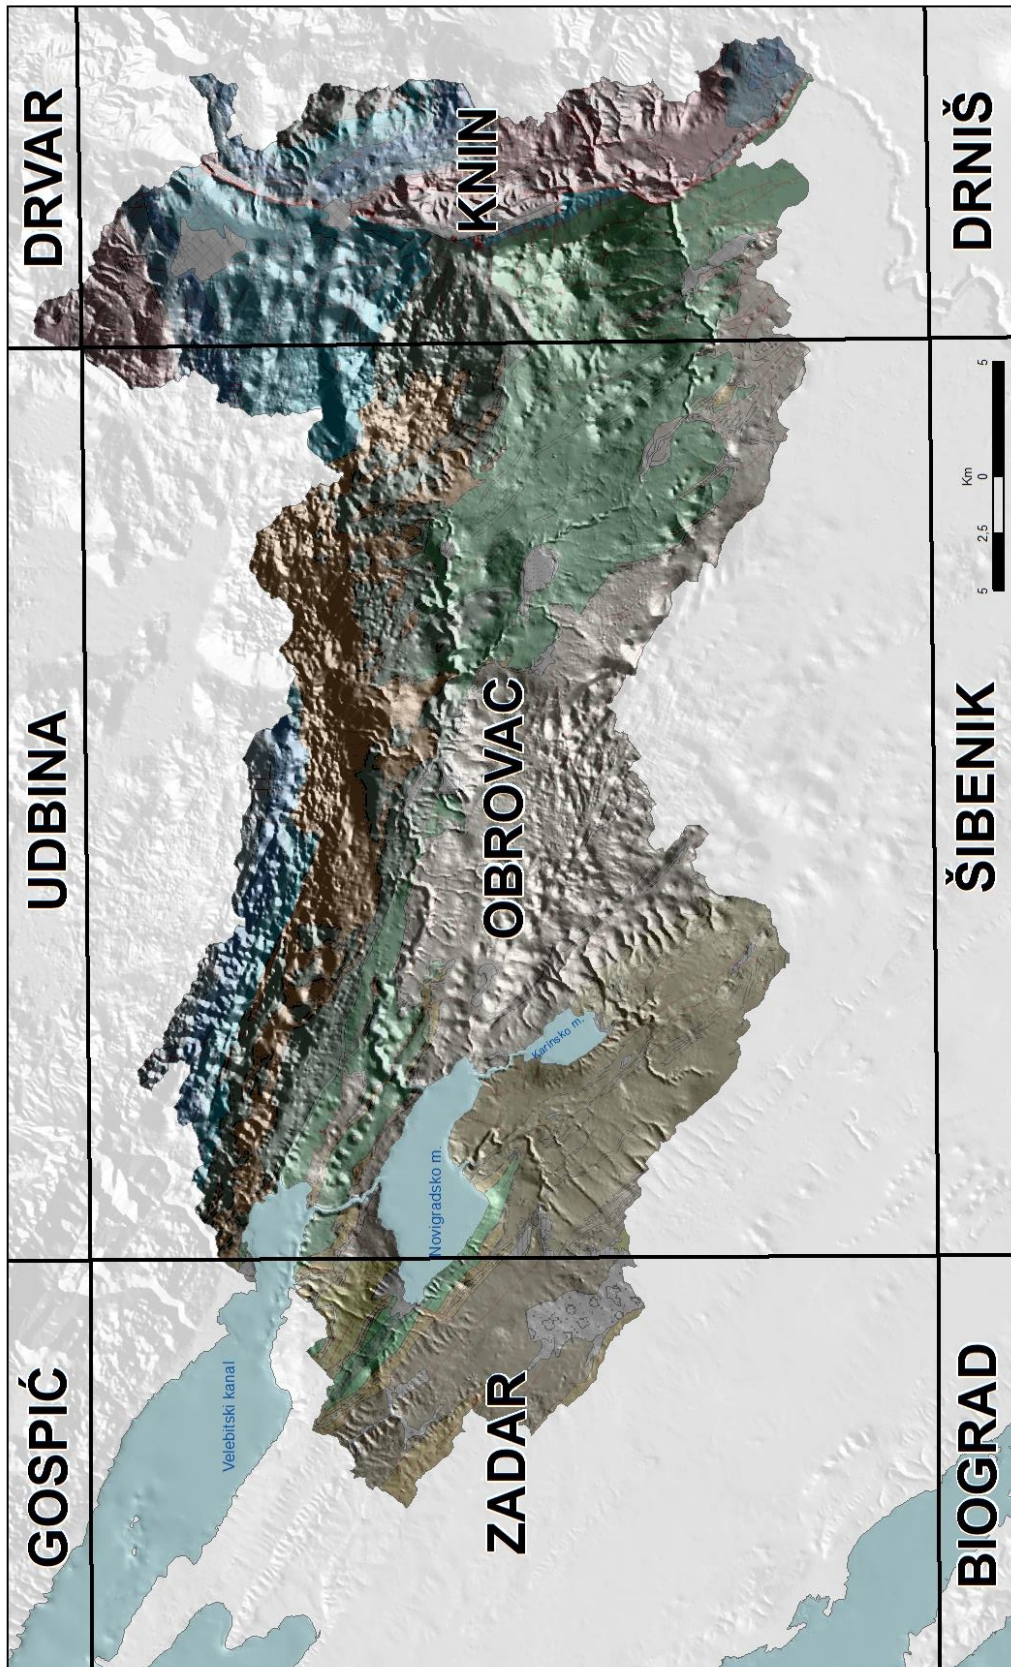 GOSPIĆ
UDBINA
DRVAR
Velebitski kanal
Novigradsko m.
Karinsko m.
ZADAR
OBROVAC
KNIN
BIOGRAD
ŠIBENIK
DRNIŠ
Km
5 2,5 0 5